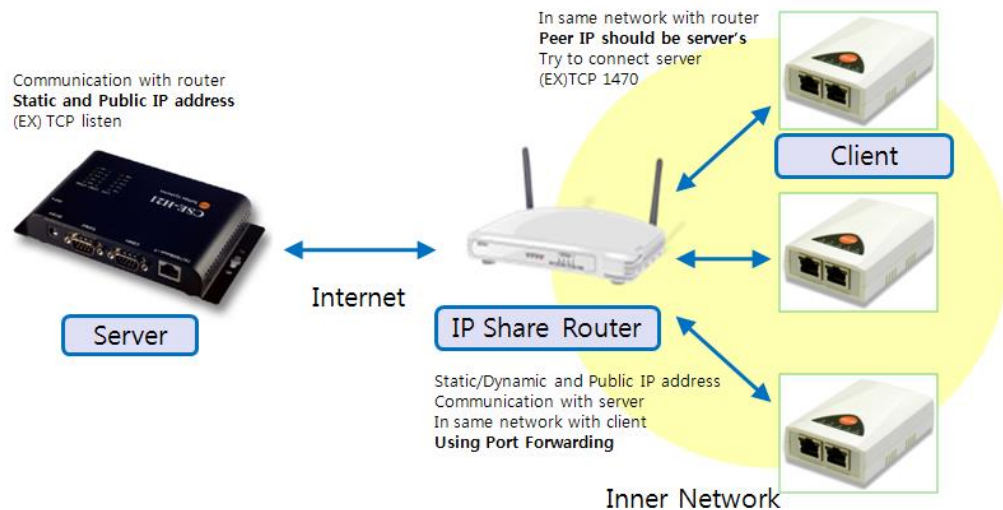 In same network with router
Peer IP should be server's
Try to connect server
(EX)TCP 1470
Communication with router
Static and Public IP address
(EX) TCP listen
CSE-H21
Client
Internet
Server
IP Share Router
Static/Dynamic and Public IP address
Communication with server
In same network with client
Using Port Forwarding
Inner Network